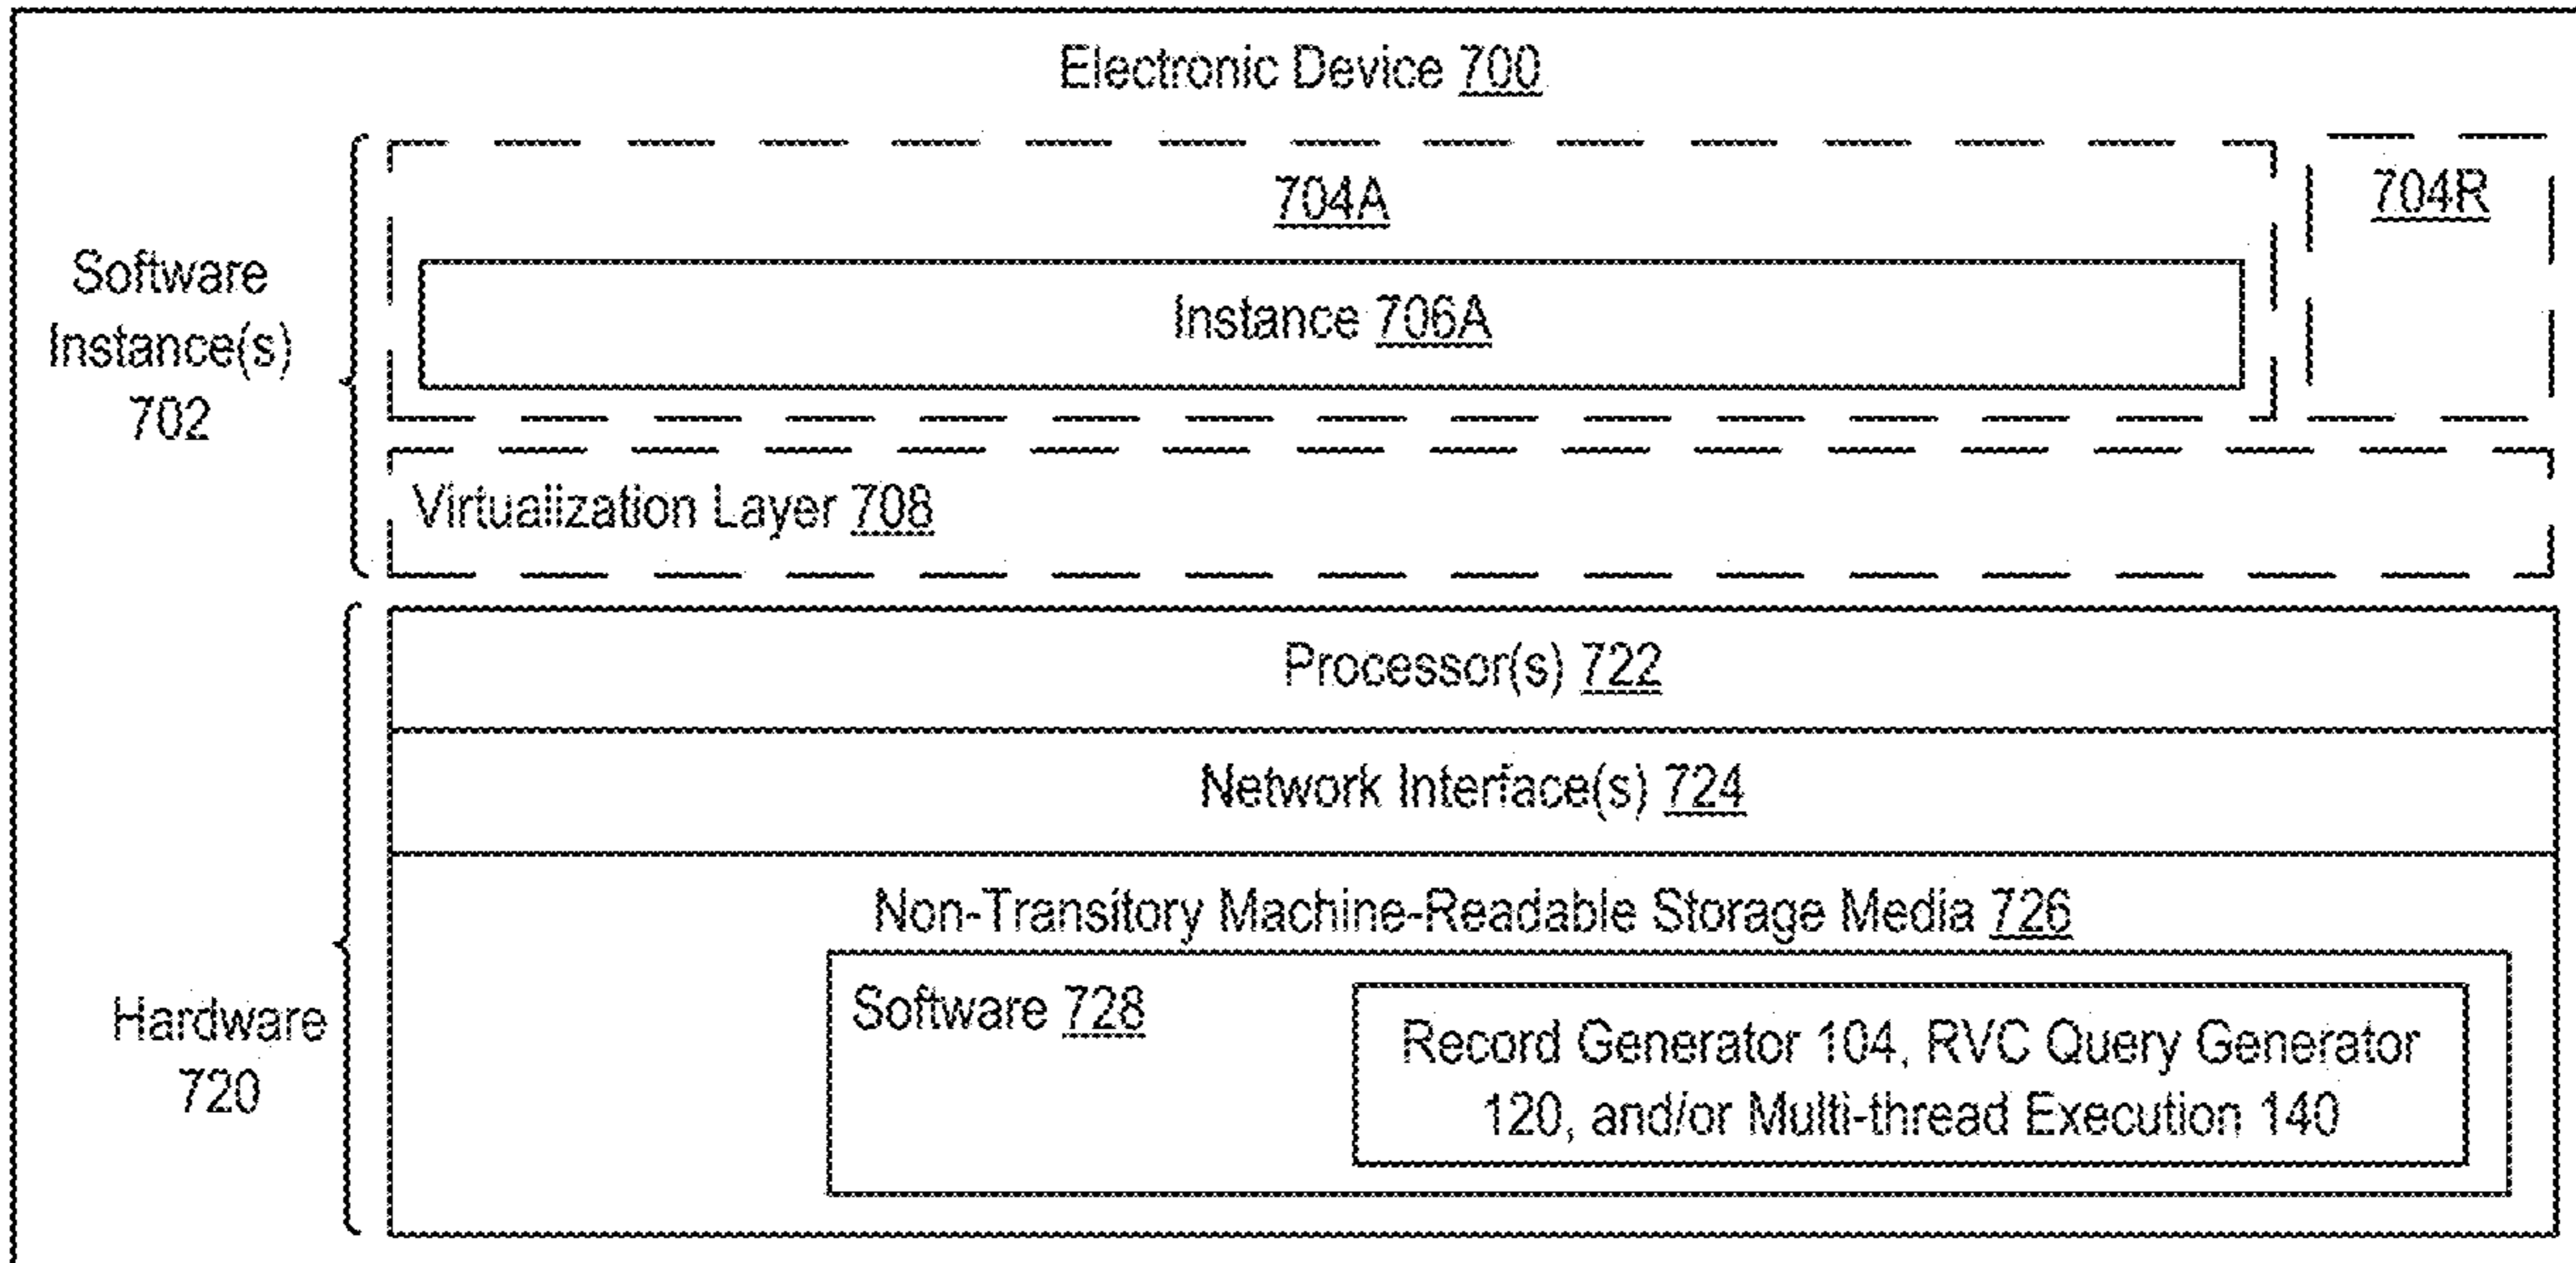 Electronic Device 700
704A
704R
Software
Instance(s)
702
Instance 706A
Virtualization Layer 708
Processor(s) 722
Network Interface(s) 724
Non-Transitory Machine-Readable Storage Media 726
Hardware
720
Software 728
Record Generator 104, RVC Query Generator
120, and/or Multi-thread Execution 140